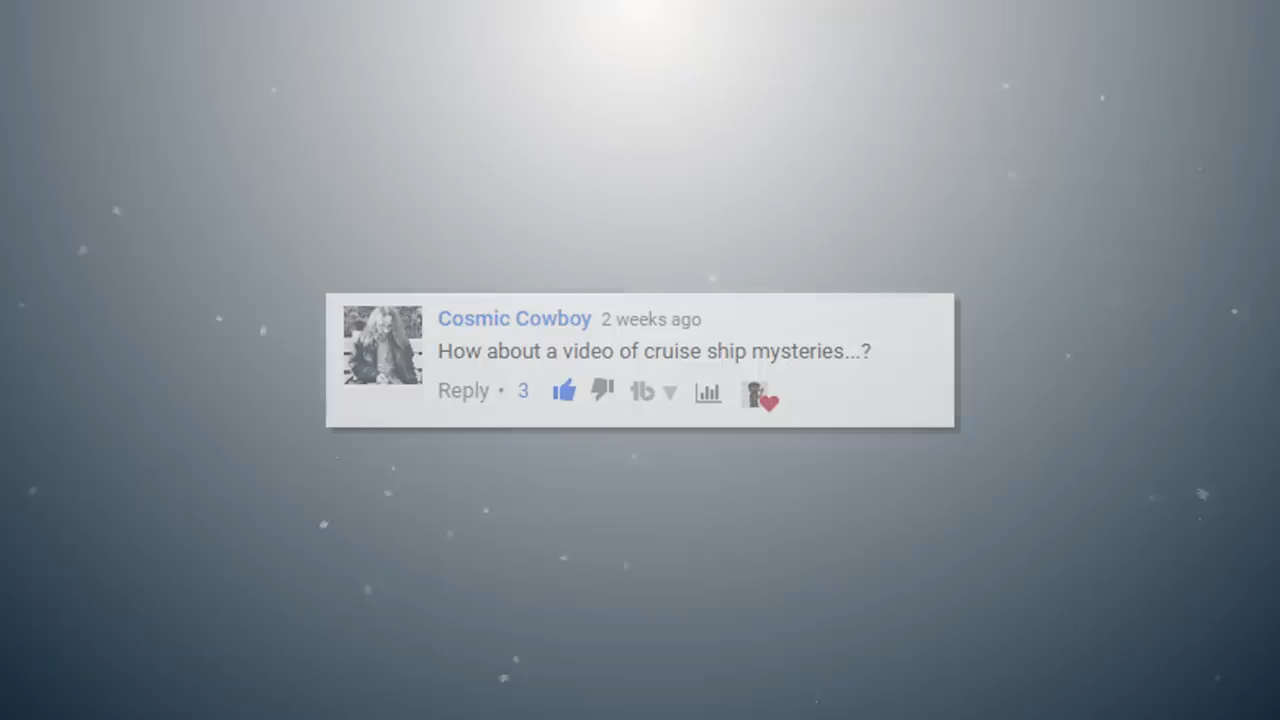 Cosmic Cowboy 2 weeks ago
How about a video of cruise ship mysteries...?
Reply • 3